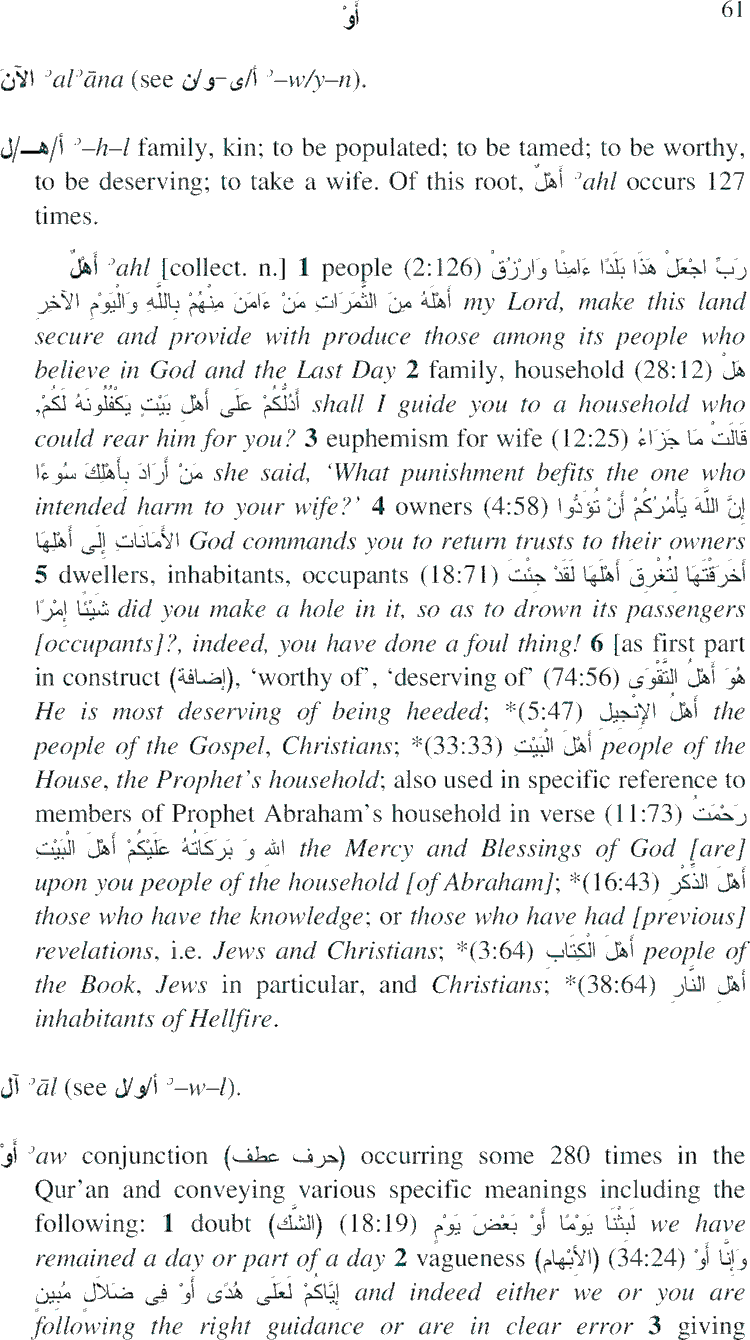 أَوْ 61
الآنَ ʾalʾāna (see أ/ى-و/ن ʾ–w/y–n).
أ/هـ/ل ʾ–h–l family, kin; to be populated; to be tamed; to be worthy,
to be deserving; to take a wife. Of this root, أَهْلٌ ʾahl occurs 127
times.
أَهْلٌ ʾahl [collect. n.] 1 people (2:126) رَبِّ اجْعَلْ هَذَا بَلَدًا ءَامِنًا وَارْزُقْ
أَهْلَهُ مِنَ الثَّمَرَاتِ مَنْ ءَامَنَ مِنْهُمْ بِاللَّهِ وَالْيَوْمِ الآخِرِ my Lord, make this land
secure and provide with produce those among its people who
believe in God and the Last Day 2 family, household (28:12) هَلْ
أَدُلُّكُمْ عَلَى أَهْلِ بَيْتٍ يَكْفُلُونَهُ لَكُمْ, shall I guide you to a household who
could rear him for you? 3 euphemism for wife (12:25) قَالَتْ مَا جَزَاءُ
مَنْ أَرَادَ بِأَهْلِكَ سُوءًا she said, ‘What punishment befits the one who
intended harm to your wife?’ 4 owners (4:58) إِنَّ اللَّهَ يَأْمُرُكُمْ أَنْ تُؤَدُّوا
الأَمَانَاتِ إِلَى أَهْلِهَا God commands you to return trusts to their owners
5 dwellers, inhabitants, occupants (18:71) أَخَرَقْتَهَا لِتُغْرِقَ أَهْلَهَا لَقَدْ جِئْتَ
شَيْئًا إِمْرًا did you make a hole in it, so as to drown its passengers
[occupants]?, indeed, you have done a foul thing! 6 [as first part
in construct (إضافة), ‘worthy of’, ‘deserving of’ (74:56) هُوَ أَهْلُ التَّقْوَى
He is most deserving of being heeded; *(5:47) أَهْلُ الإِنْجِيلِ the
people of the Gospel, Christians; *(33:33) أَهْلَ الْبَيْتِ people of the
House, the Prophet’s household; also used in specific reference to
members of Prophet Abraham’s household in verse (11:73) رَحْمَتُ
الله وَ بَرَكَاتُهُ عَلَيْكُمْ أَهْلَ الْبَيْتِ the Mercy and Blessings of God [are]
upon you people of the household [of Abraham]; *(16:43) أَهْلَ الذِّكْرِ
those who have the knowledge; or those who have had [previous]
revelations, i.e. Jews and Christians; *(3:64) أَهْلَ الْكِتَابِ people of
the Book, Jews in particular, and Christians; *(38:64) أَهْلِ النَّارِ
inhabitants of Hellfire.
آل ʾāl (see أ/و/ل ʾ–w–l).
أَوْ ʾaw conjunction (حرف عطف) occurring some 280 times in the
Qur’an and conveying various specific meanings including the
following: 1 doubt (الشَّك) (18:19) لَبِثْنَا يَوْمًا أَوْ بَعْضَ يَوْمٍ we have
remained a day or part of a day 2 vagueness (الأِبْهام) (34:24) وَإِنَّا أَوْ
إِيَّاكُمْ لَعَلَى هُدًى أَوْ فِى ضَلاَلٍ مُبِينٍ and indeed either we or you are
following the right guidance or are in clear error 3 giving